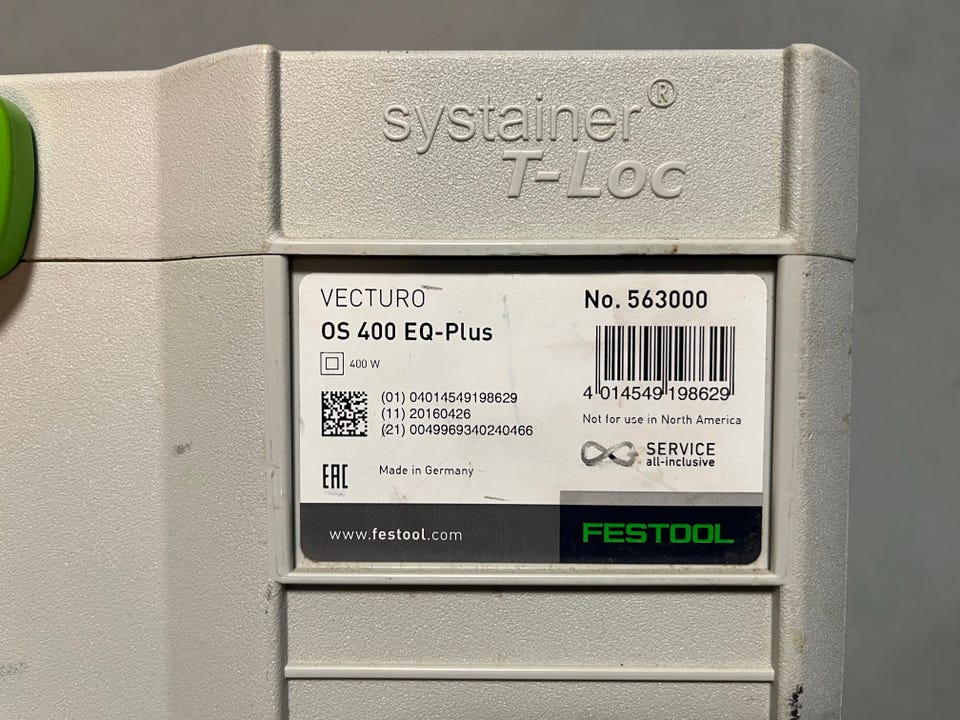 systainer®
T-Loc
VECTURO
OS 400 EQ-Plus
400 W
(01) 04014549198629
(11) 20160426
(21) 0049969340240466
EAC
Made in Germany
www.festool.com
No. 563000
4 014549 198629
Not for use in North America
SERVICE
all-inclusive
FESTOOL